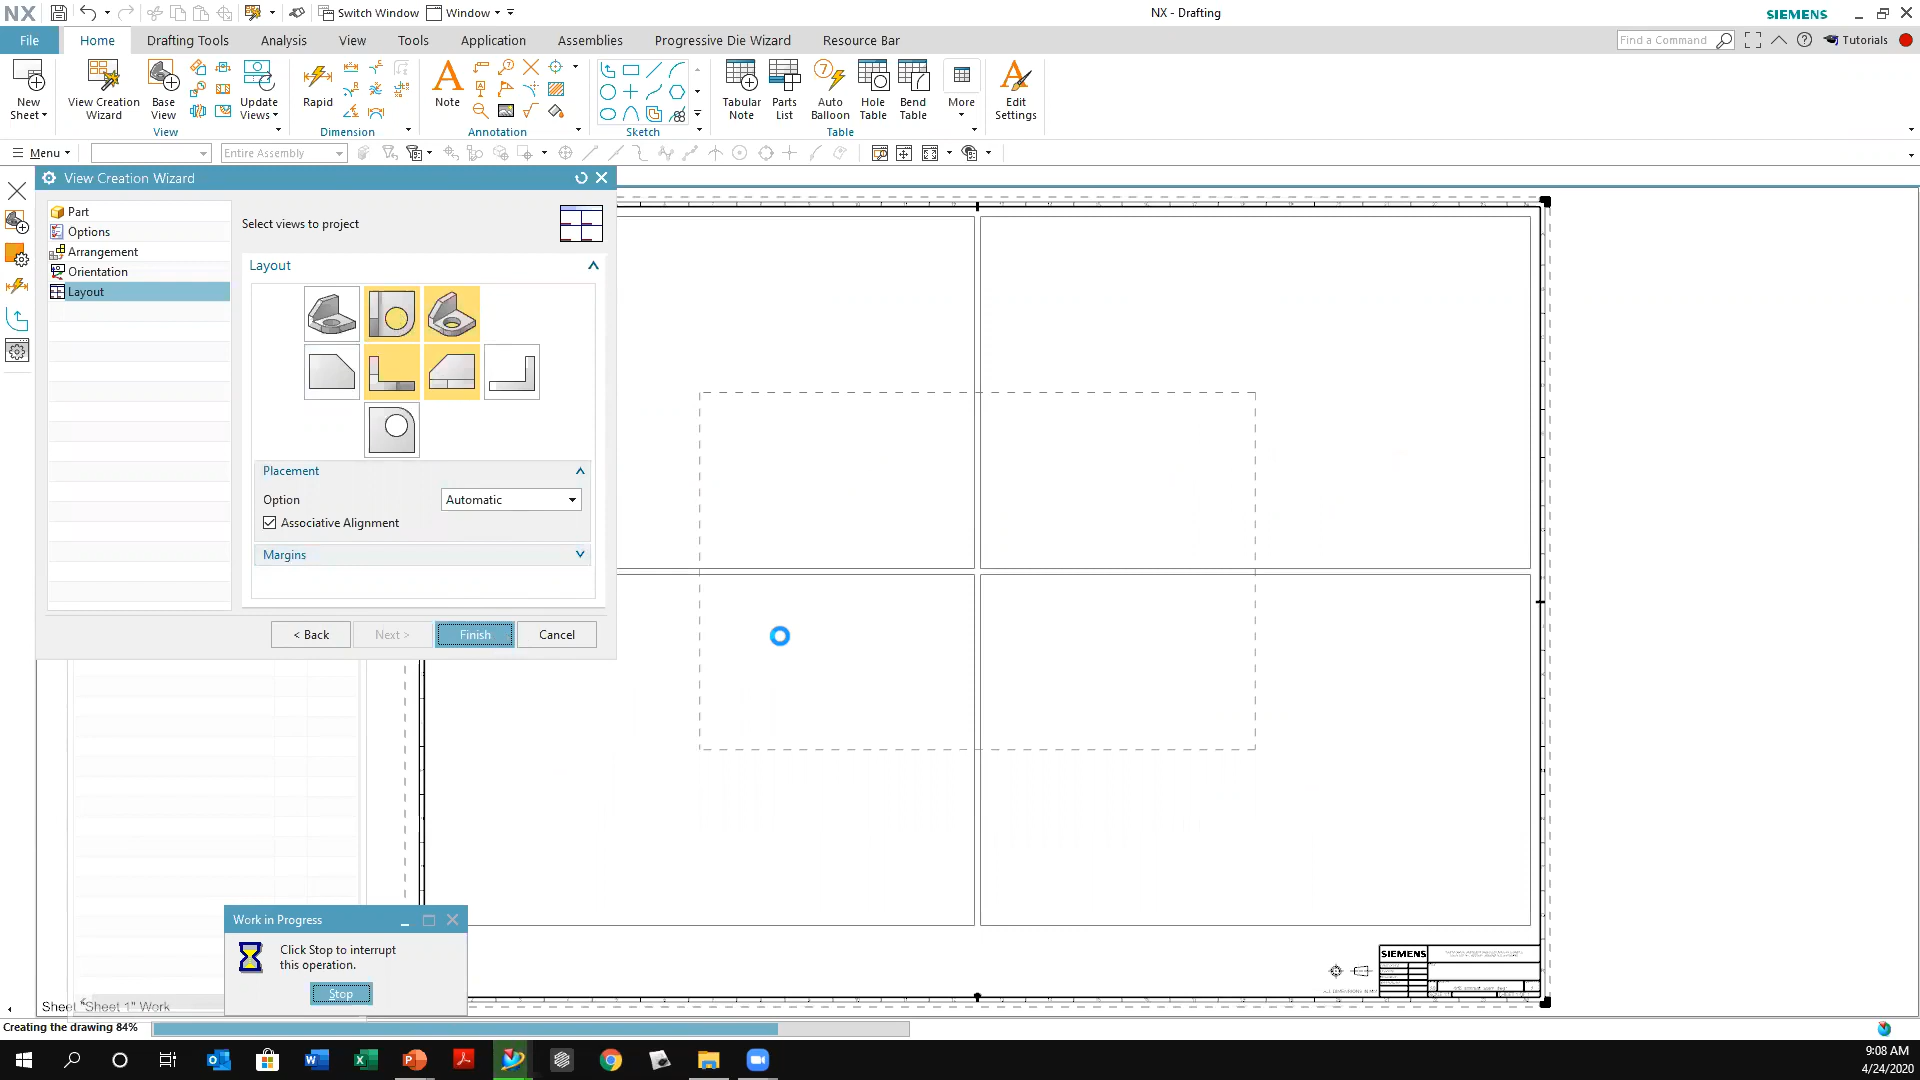 NX
Switch Window
Window
NX - Drafting
SIEMENS
File
Home
Drafting Tools
Analysis
View
Tools
Application
Assemblies
Progressive Die Wizard
Resource Bar
Find a Command
Tutorials
New
Sheet
View Creation
Wizard
Base
View
Update
Views
Rapid
Note
Tabular
Note
Parts
List
Auto
Balloon
Hole
Table
Bend
Table
More
Edit
Settings
View
Dimension
Annotation
Sketch
Table
Menu
Entire Assembly
View Creation Wizard
Part
Options
Arrangement
Orientation
Layout
Select views to project
Layout
Placement
Option
Automatic
Associative Alignment
Margins
< Back
Next >
Finish
Cancel
Work in Progress
Click Stop to interrupt
this operation.
Stop
SIEMENS
Sheet "Sheet 1" Work
Creating the drawing 84%
9:08 AM
4/24/2020